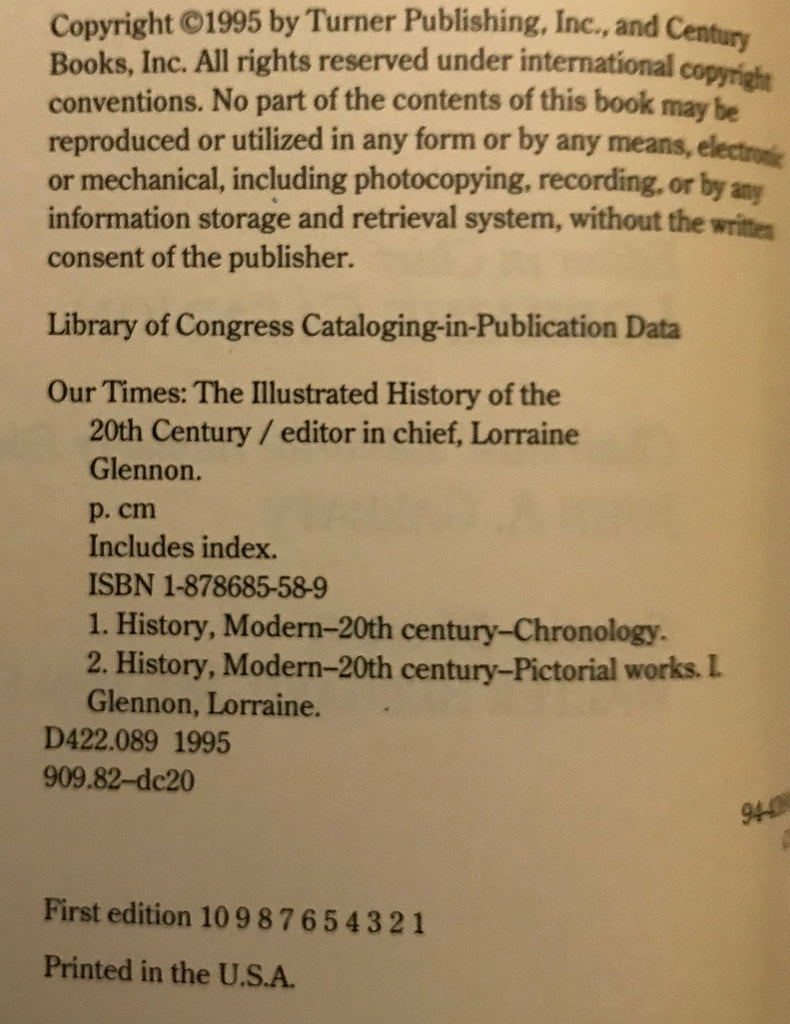 Copyright ©1995 by Turner Publishing, Inc., and Century
Books, Inc. All rights reserved under international copyright
conventions. No part of the contents of this book may be
reproduced or utilized in any form or by any means, electronic
or mechanical, including photocopying, recording, or by any
information storage and retrieval system, without the written
consent of the publisher.
Library of Congress Cataloging-in-Publication Data
Our Times: The Illustrated History of the
20th Century / editor in chief, Lorraine
Glennon.
p. cm
Includes index.
ISBN 1-878685-58-9
1. History, Modern–20th century–Chronology.
2. History, Modern–20th century–Pictorial works. I.
Glennon, Lorraine.
D422.089 1995
909.82–dc20
First edition 10 9 8 7 6 5 4 3 2 1
Printed in the U.S.A.